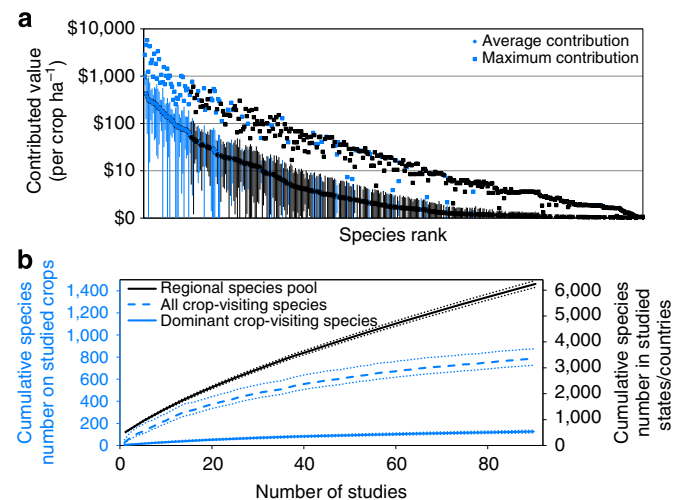 a
$10,000
$1,000
$100
$10
$0
Contributed value
(per crop ha⁻¹)
Average contribution
Maximum contribution
Species rank
b
1,400
1,200
1,000
800
600
400
200
0
Cumulative species
number on studied crops
Regional species pool
All crop-visiting species
Dominant crop-visiting species
6,000
5,000
4,000
3,000
2,000
1,000
0
Cumulative species
number in studied
states/countries
0
20
40
60
80
Number of studies